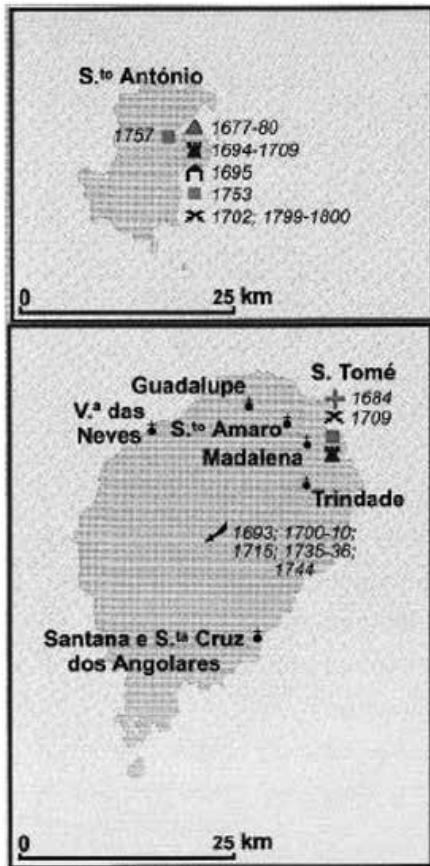 S.to António
1757
1677-80
1694-1709
1695
1753
1702; 1799-1800
0 25 km
Guadalupe
S. Tomé
1684
V.ª das
Neves
1709
S.to Amaro
Madalena
Trindade
1693; 1700-10;
1715; 1735-36;
1744
Santana e S.ta Cruz
dos Angolares
0 25 km